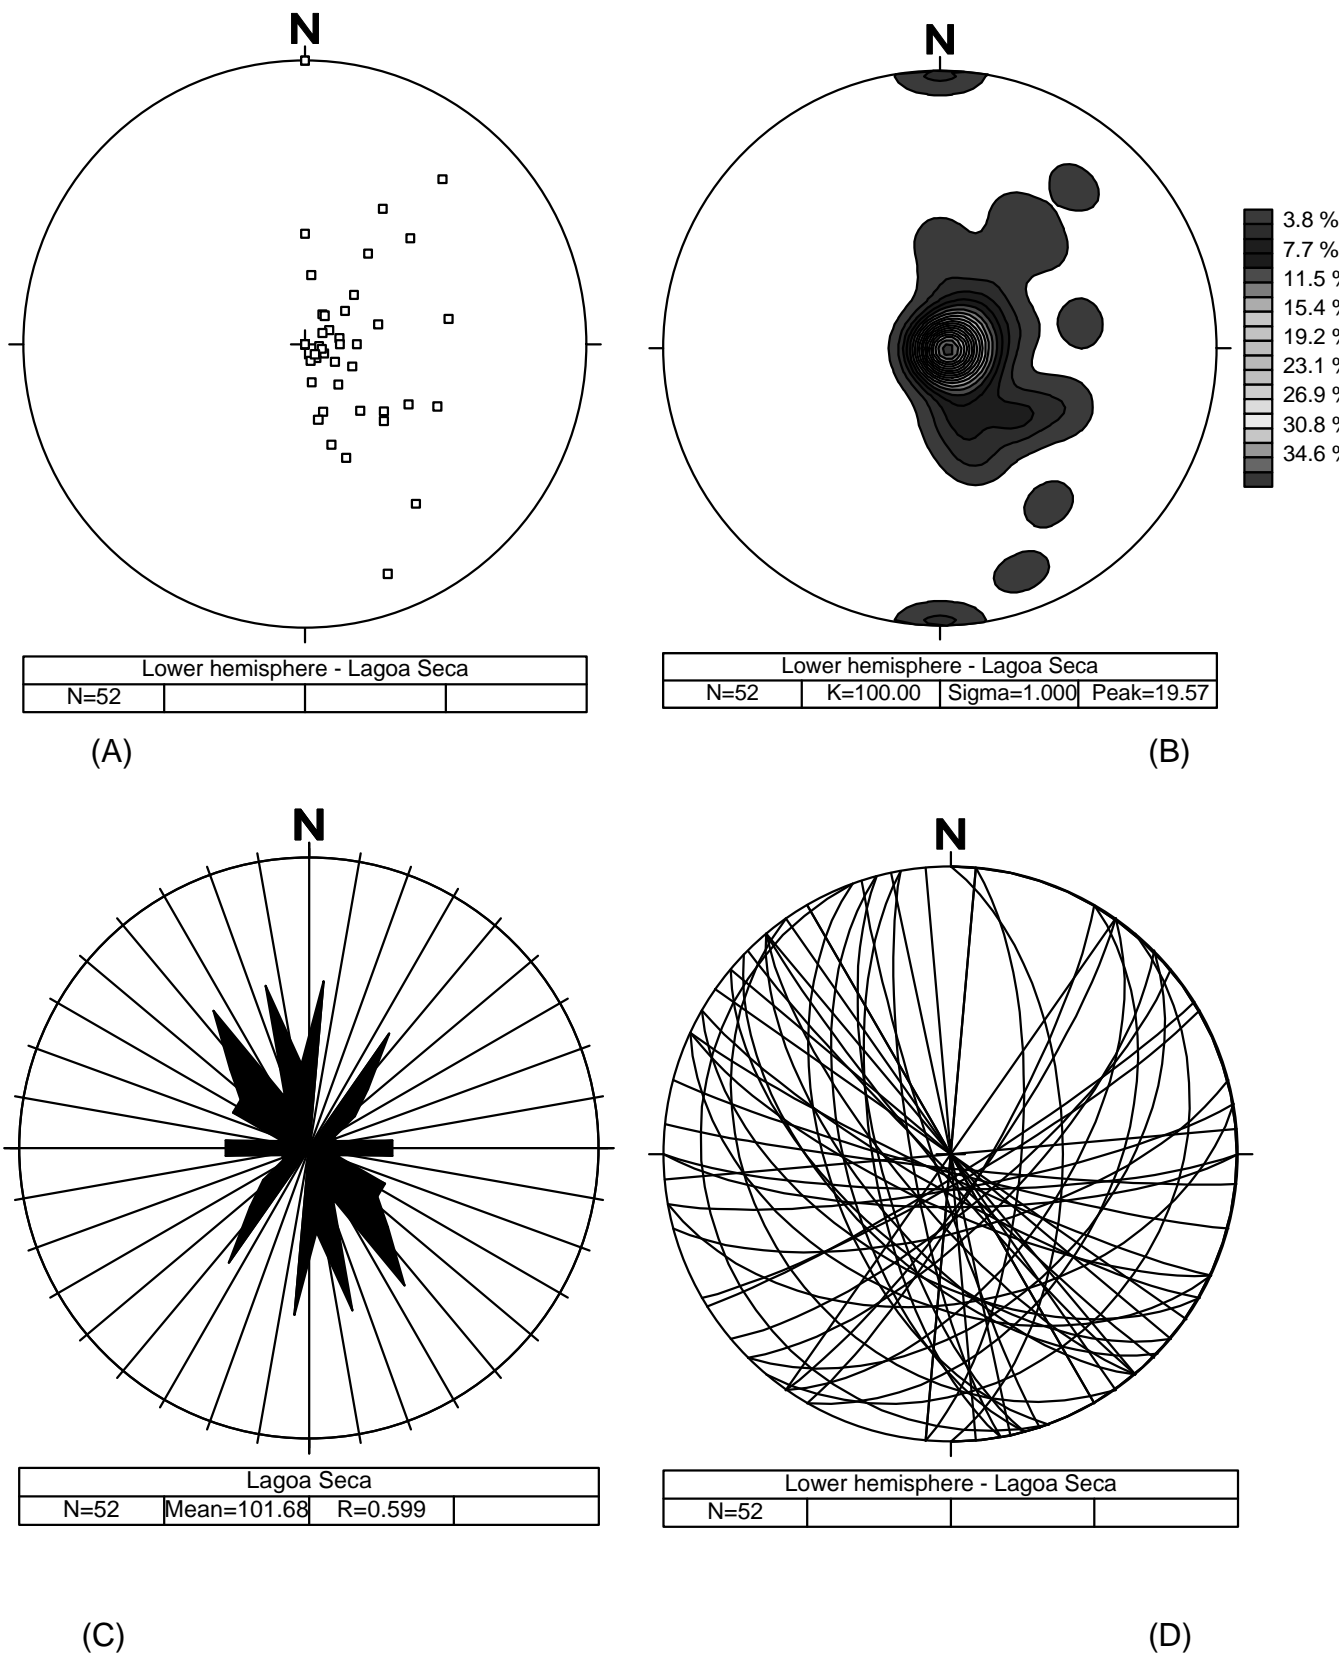 N
N
3.8 %
7.7 %
11.5 %
15.4 %
19.2 %
23.1 %
26.9 %
30.8 %
34.6 %
Lower hemisphere - Lagoa Seca
N=52
Lower hemisphere - Lagoa Seca
N=52 K=100.00 Sigma=1.000 Peak=19.57
(A)
(B)
N
N
Lagoa Seca
N=52 Mean=101.68 R=0.599
Lower hemisphere - Lagoa Seca
N=52
(C)
(D)